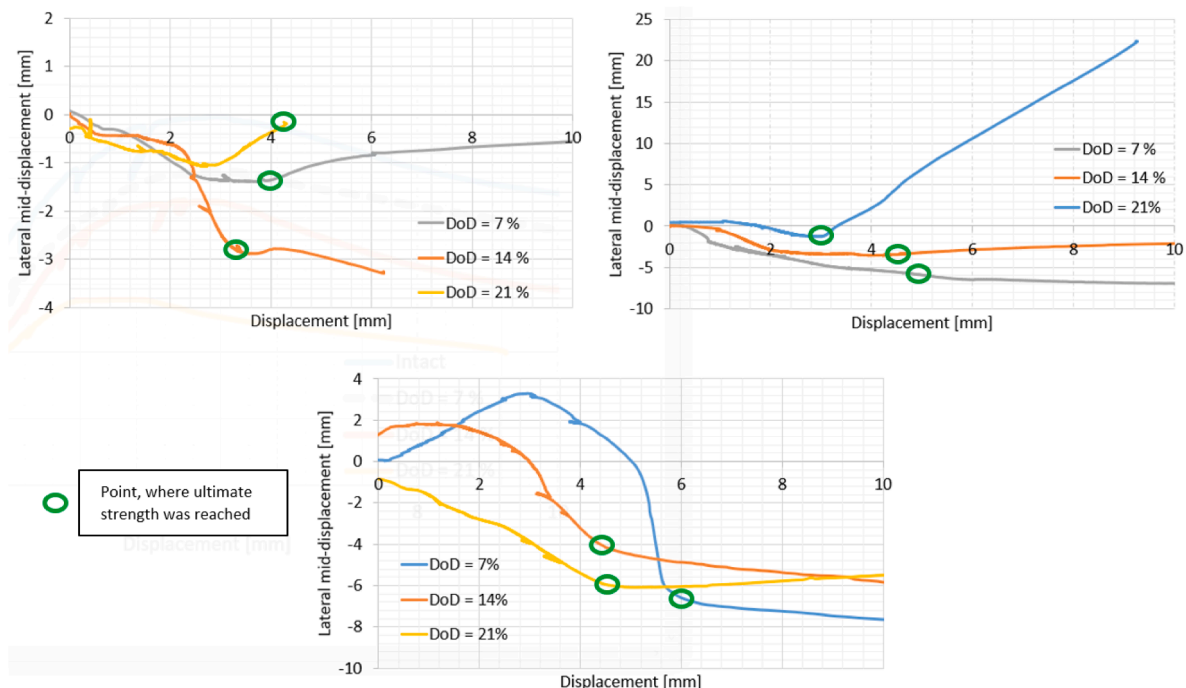 Lateral mid-displacement [mm]
2
1
0
-1
-2
-3
-4
0
2
4
6
8
10
DoD = 7 %
DoD = 14 %
DoD = 21 %
Displacement [mm]
Lateral mid-displacement [mm]
25
20
15
10
5
0
-5
-10
0
2
4
6
8
10
DoD = 7 %
DoD = 14 %
DoD = 21%
Displacement [mm]
Intact
DoD = 7 %
DoD = 21%
Displacement [mm]
Point, where ultimate
strength was reached
Lateral mid-displacement [mm]
4
2
0
-2
-4
-6
-8
-10
0
2
4
6
8
10
DoD = 7%
DoD = 14%
DoD = 21%
Displacement [mm]